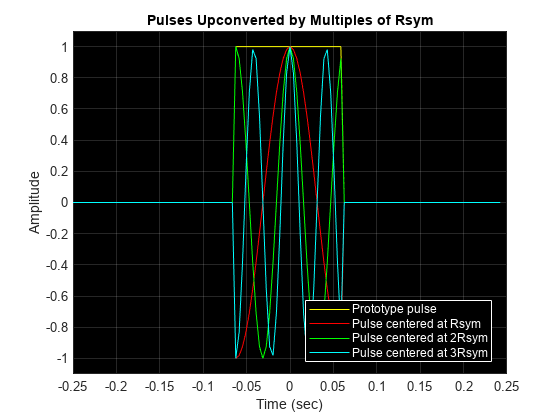 Pulses Upconverted by Multiples of Rsym
1
0.8
0.6
0.4
0.2
0
-0.2
-0.4
-0.6
-0.8
-1
Amplitude
Prototype pulse
Pulse centered at Rsym
Pulse centered at 2Rsym
Pulse centered at 3Rsym
-0.25 -0.2 -0.15 -0.1 -0.05 0 0.05 0.1 0.15 0.2 0.25
Time (sec)